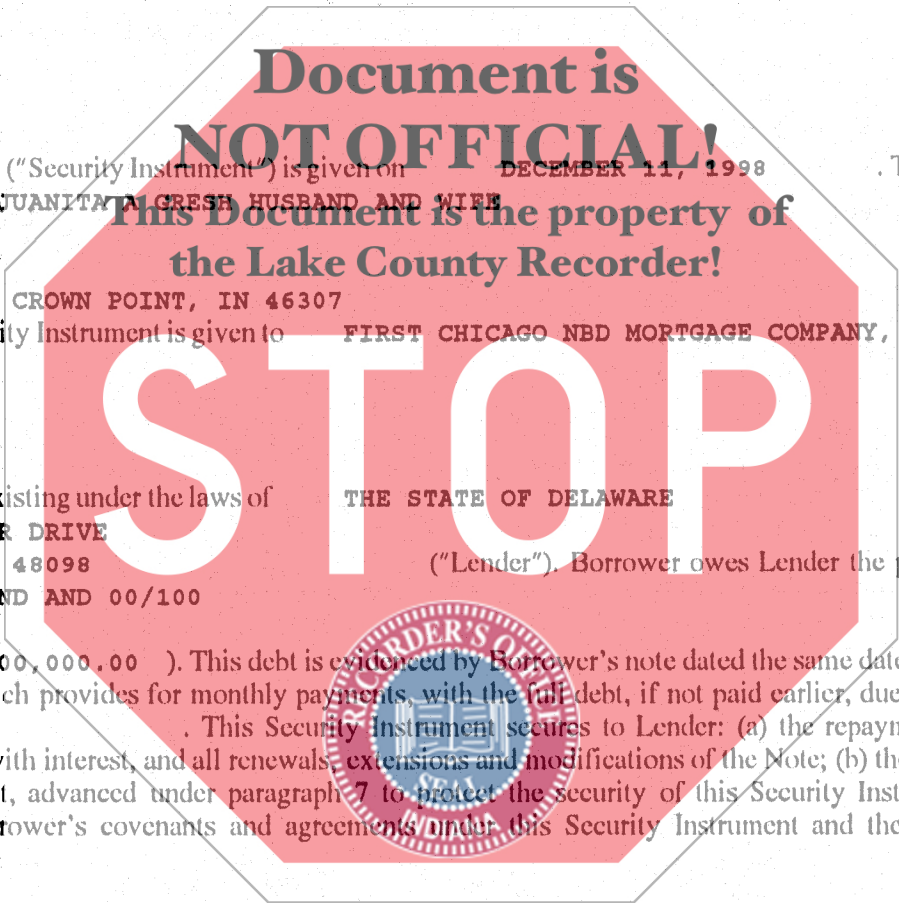 Document is
NOT OFFICIAL!
("Security Instrument") is given on DECEMBER 11, 1998 . T
JUANITA A GRESH HUSBAND AND WIFE
This Document is the property of
the Lake County Recorder!
CROWN POINT, IN 46307
ity Instrument is given to FIRST CHICAGO NBD MORTGAGE COMPANY,
STOP
xisting under the laws of THE STATE OF DELAWARE
R DRIVE
48098 ("Lender"). Borrower owes Lender the p
ND AND 00/100
00,000.00 ). This debt is evidenced by Borrower's note dated the same date
ch provides for monthly payments, with the full debt, if not paid earlier, due
. This Security Instrument secures to Lender: (a) the repaym
with interest, and all renewals, extensions and modifications of the Note; (b) the
t, advanced under paragraph 7 to protect the security of this Security Inst
rower's covenants and agreements under this Security Instrument and the
RECORDER'S OFFICE
SEAL
INDIANA